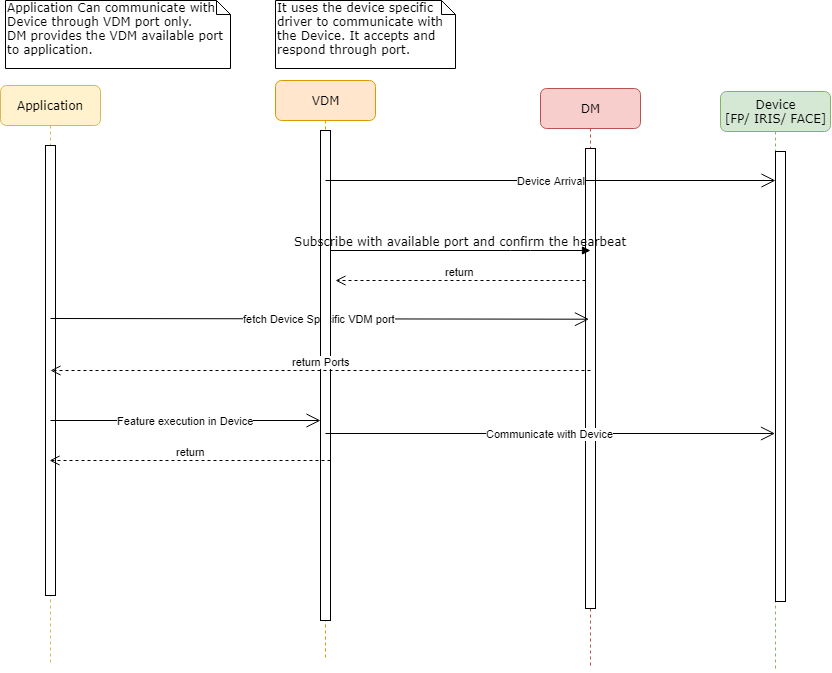 Application Can communicate with
Device through VDM port only.
DM provides the VDM available port
to application.
It uses the device specific
driver to communicate with
the Device. It accepts and
respond through port.
Application
VDM
DM
Device
[FP/ IRIS/ FACE]
Device Arrival
Subscribe with available port and confirm the hearbeat
return
fetch Device Specific VDM port
return Ports
Feature execution in Device
Communicate with Device
return